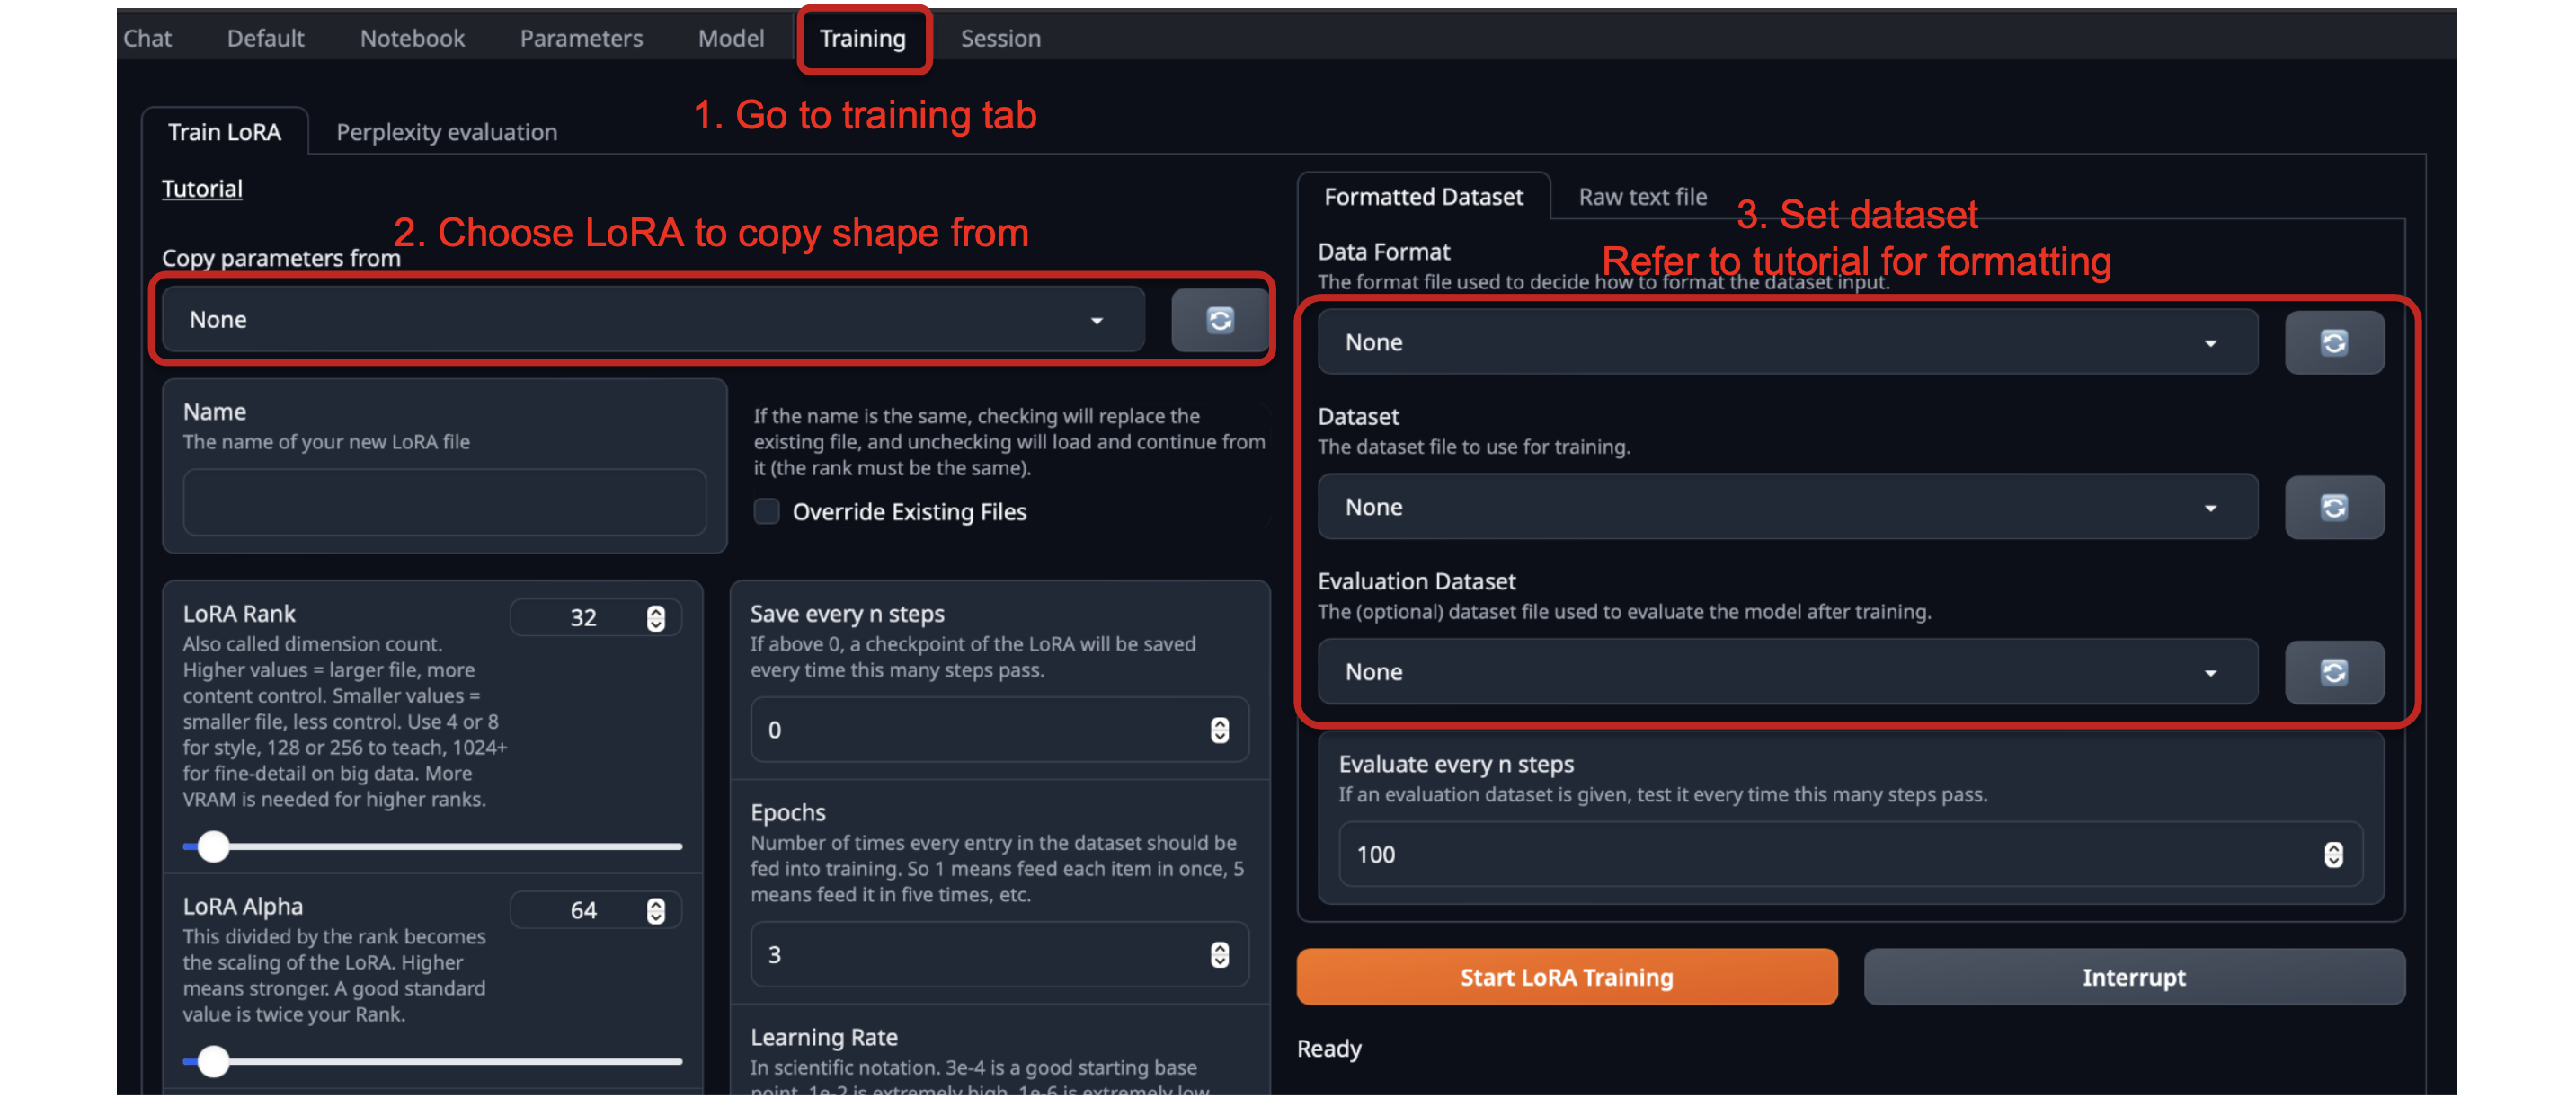 Chat Default Notebook Parameters Model Training Session
1. Go to training tab
Train LoRA Perplexity evaluation
Tutorial
2. Choose LoRA to copy shape from
Copy parameters from
None
Name
The name of your new LoRA file
If the name is the same, checking will replace the
existing file, and unchecking will load and continue from
it (the rank must be the same).
Override Existing Files
LoRA Rank
32
Also called dimension count.
Higher values = larger file, more
content control. Smaller values =
smaller file, less control. Use 4 or 8
for style, 128 or 256 to teach, 1024+
for fine-detail on big data. More
VRAM is needed for higher ranks.
LoRA Alpha
64
This divided by the rank becomes
the scaling of the LoRA. Higher
means stronger. A good standard
value is twice your Rank.
Save every n steps
If above 0, a checkpoint of the LoRA will be saved
every time this many steps pass.
0
Epochs
Number of times every entry in the dataset should be
fed into training. So 1 means feed each item in once, 5
means feed it in five times, etc.
3
Learning Rate
In scientific notation. 3e-4 is a good starting base
point. 1e-2 is extremely high, 1e-6 is extremely low.
Formatted Dataset Raw text file
3. Set dataset
Refer to tutorial for formatting
Data Format
The format file used to decide how to format the dataset input.
None
Dataset
The dataset file to use for training.
None
Evaluation Dataset
The (optional) dataset file used to evaluate the model after training.
None
Evaluate every n steps
If an evaluation dataset is given, test it every time this many steps pass.
100
Start LoRA Training
Interrupt
Ready